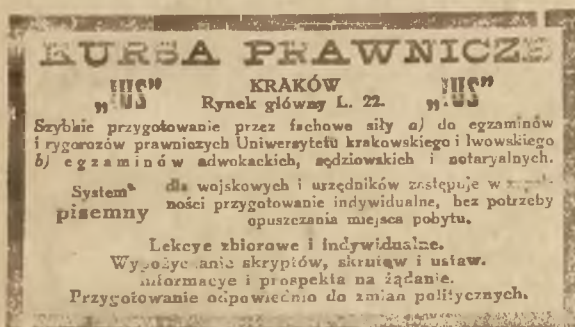 KURSA PRAWNICZE
„IUS” KRAKÓW „IUS”
Rynek główny L. 22.
Szybkie przygotowanie przez fachowe siły a) do egzaminów
i rygorozów prawniczych Uniwersytetu krakowskiego i lwowskiego
b) egzaminów adwokackich, sędziowskich i notaryalnych.
System pisemny
dla wojskowych i urzędników zastępuje w
ności przygotowanie indywidualne, bez potrzeby
opuszczania miejsca pobytu.
Lekcye zbiorowe i indywidualne.
Wypożyczanie skryptów, skrutów i ustaw.
Informacye i prospekta na żądanie.
Przygotowanie odpowiednio do zmian politycznych.